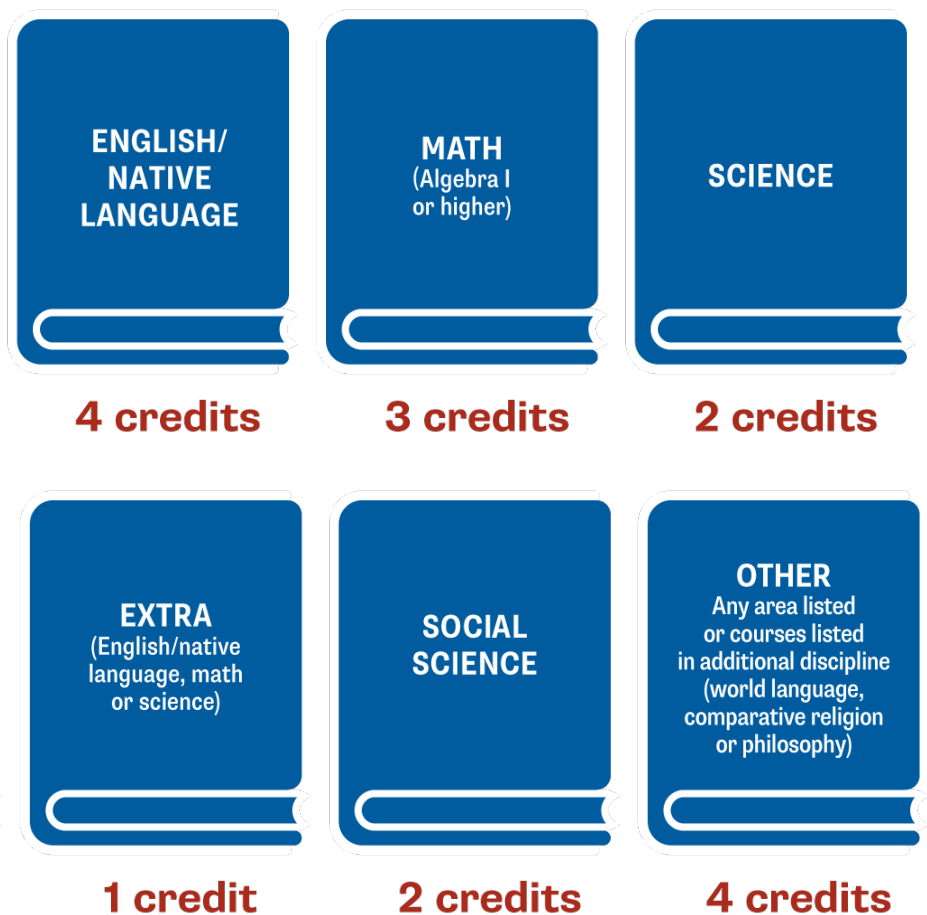 ENGLISH/
NATIVE
LANGUAGE
MATH
(Algebra I
or higher)
SCIENCE
4 credits
3 credits
2 credits
EXTRA
(English/native
language, math
or science)
SOCIAL
SCIENCE
OTHER
Any area listed
or courses listed
in additional discipline
(world language,
comparative religion
or philosophy)
1 credit
2 credits
4 credits